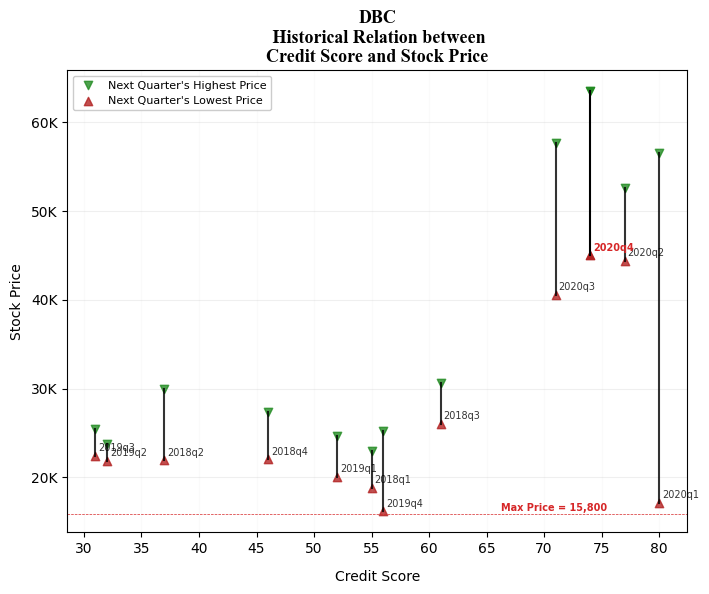 DBC
Historical Relation between
Credit Score and Stock Price
Next Quarter's Highest Price
Next Quarter's Lowest Price
60K
50K
40K
30K
20K
Stock Price
2020q4
2020q2
2020q3
2018q3
2019q3
2019q2
2018q2
2018q4
2019q1
2018q1
2019q4
2020q1
Max Price = 15,800
30 35 40 45 50 55 60 65 70 75 80
Credit Score